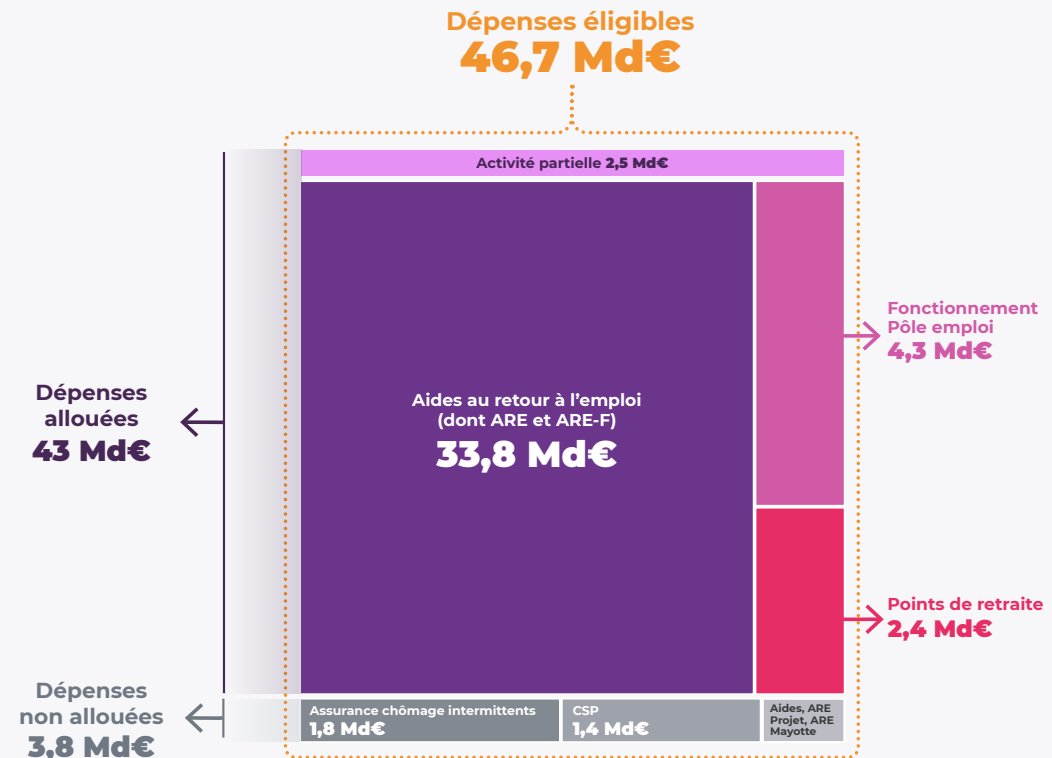 Dépenses éligibles
46,7 Md€
Activité partielle 2,5 Md€
Fonctionnement
Pôle emploi
4,3 Md€
Dépenses
allouées
43 Md€
Aides au retour à l'emploi
(dont ARE et ARE-F)
33,8 Md€
Points de retraite
2,4 Md€
Dépenses
non allouées
3,8 Md€
Assurance chômage intermittents
1,8 Md€
CSP
1,4 Md€
Aides, ARE
Projet, ARE
Mayotte